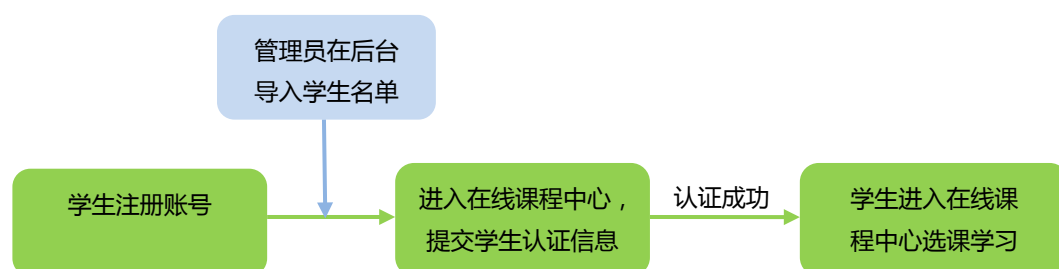 管理员在后台
导入学生名单
学生注册账号
进入在线课程中心，
提交学生认证信息
认证成功
学生进入在线课
程中心选课学习